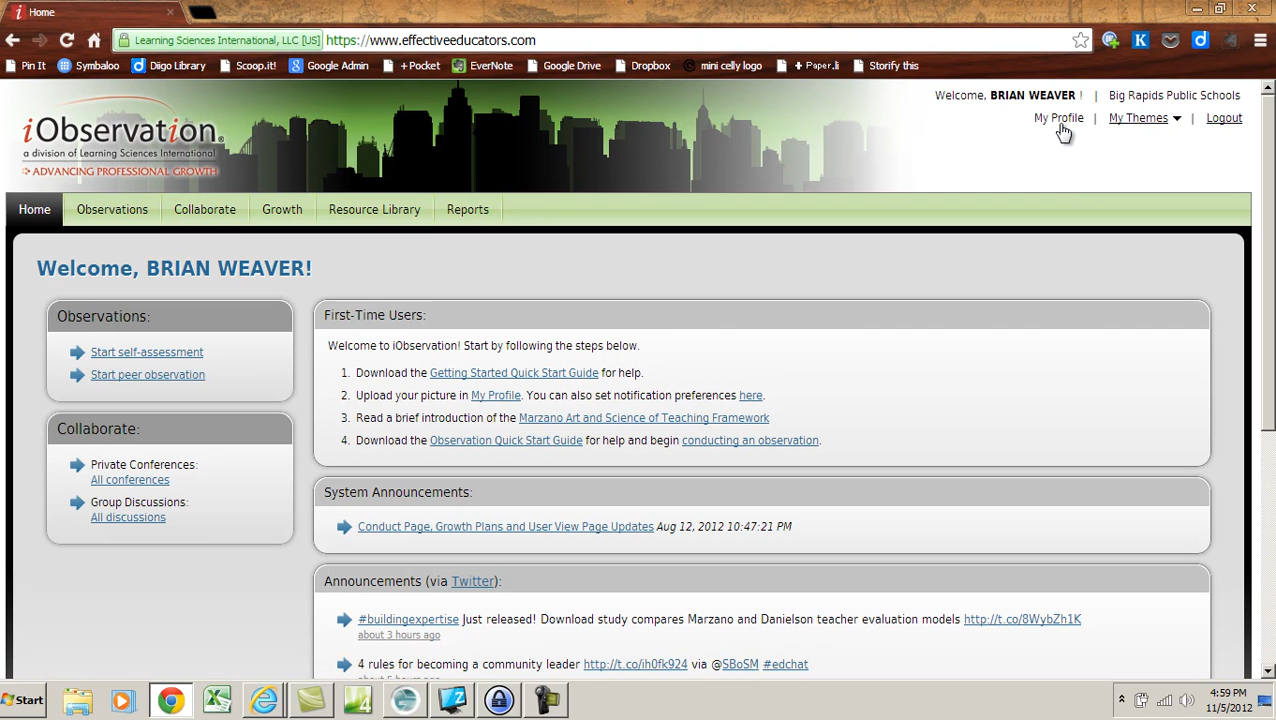 Home
Learning Sciences International, LLC [US] https://www.effectiveeducators.com
Pin It Symbaloo Diigo Library Scoop.it! Google Admin +Pocket EverNote Google Drive Dropbox mini celly logo + Paper.li Storify this
Welcome, BRIAN WEAVER ! | Big Rapids Public Schools
My Profile | My Themes | Logout
iObservation®
a division of Learning Sciences International
ADVANCING PROFESSIONAL GROWTH
Home Observations Collaborate Growth Resource Library Reports
Welcome, BRIAN WEAVER!
Observations:
Start self-assessment
Start peer observation
Collaborate:
Private Conferences:
All conferences
Group Discussions:
All discussions
First-Time Users:
Welcome to iObservation! Start by following the steps below.
1. Download the Getting Started Quick Start Guide for help.
2. Upload your picture in My Profile. You can also set notification preferences here.
3. Read a brief introduction of the Marzano Art and Science of Teaching Framework
4. Download the Observation Quick Start Guide for help and begin conducting an observation.
System Announcements:
Conduct Page, Growth Plans and User View Page Updates Aug 12, 2012 10:47:21 PM
Announcements (via Twitter):
#buildingexpertise Just released! Download study compares Marzano and Danielson teacher evaluation models http://t.co/8WybZh1K
about 3 hours ago
4 rules for becoming a community leader http://t.co/ih0fk924 via @SBoSM #edchat
Start
4:59 PM
11/5/2012